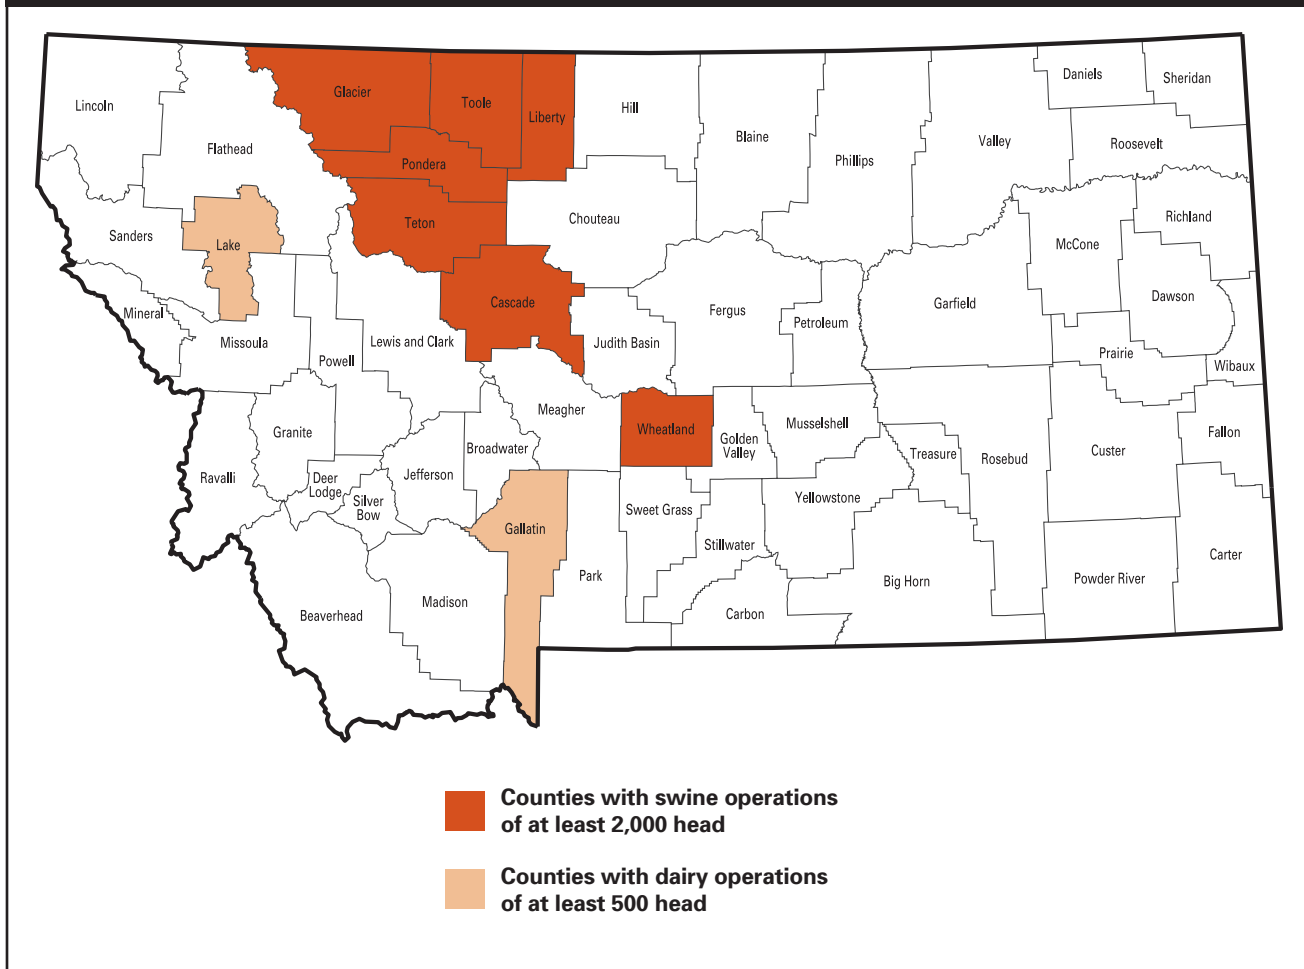 Daniels
Sheridan
Glacier
Lincoln
Toole
Hill
Liberty
Blaine
Valley
Roosevelt
Flathead
Phillips
Pondera
Chouteau
Richland
Teton
Sanders
Lake
McCone
Dawson
Cascade
Garfield
Mineral
Fergus
Petroleum
Missoula
Lewis and Clark
Judith Basin
Prairie
Powell
Wibaux
Meagher
Musselshell
Wheatland
Granite
Golden
Valley
Fallon
Broadwater
Custer
Treasure
Rosebud
Ravalli
Deer
Lodge
Jefferson
Silver
Bow
Yellowstone
Sweet Grass
Gallatin
Stillwater
Carter
Park
Big Horn
Powder River
Madison
Beaverhead
Carbon
Counties with swine operations
of at least 2,000 head
Counties with dairy operations
of at least 500 head